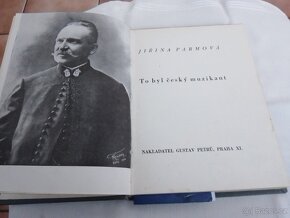 JIŘINA PARMOVÁ
To byl český muzikant
NAKLADATEL GUSTAV PETRŮ, PRAHA XI.